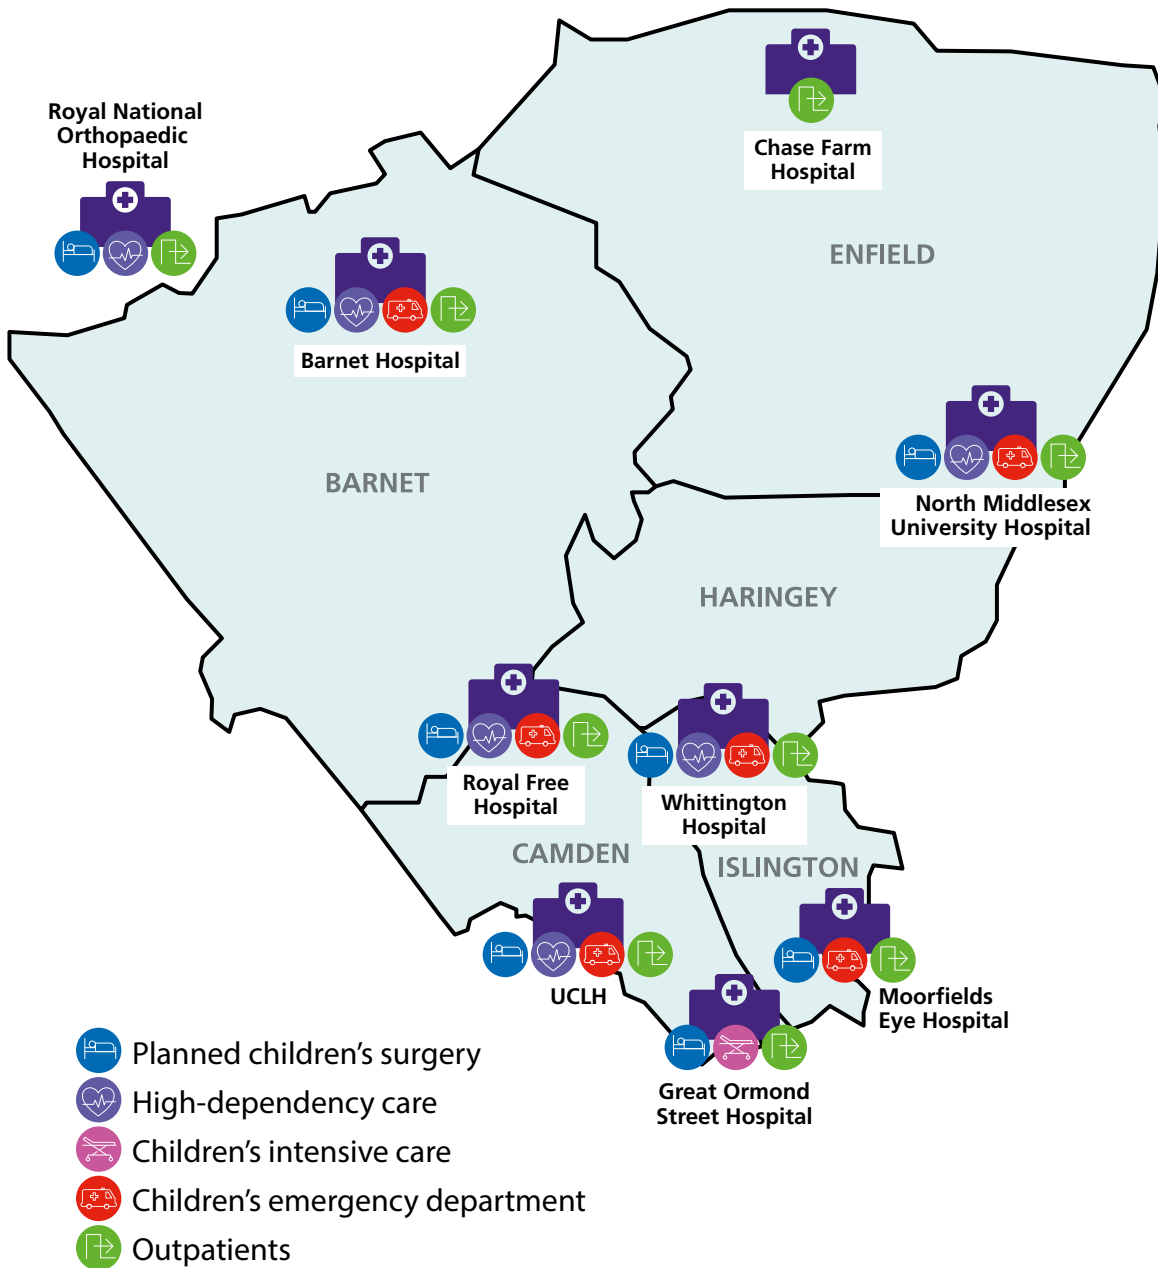 Royal National
Orthopaedic
Hospital
Chase Farm
Hospital
ENFIELD
Barnet Hospital
BARNET
North Middlesex
University Hospital
HARINGEY
Royal Free
Hospital
Whittington
Hospital
CAMDEN
ISLINGTON
UCLH
Moorfields
Eye Hospital
Great Ormond
Street Hospital
Planned children’s surgery
High-dependency care
Children’s intensive care
Children’s emergency department
Outpatients